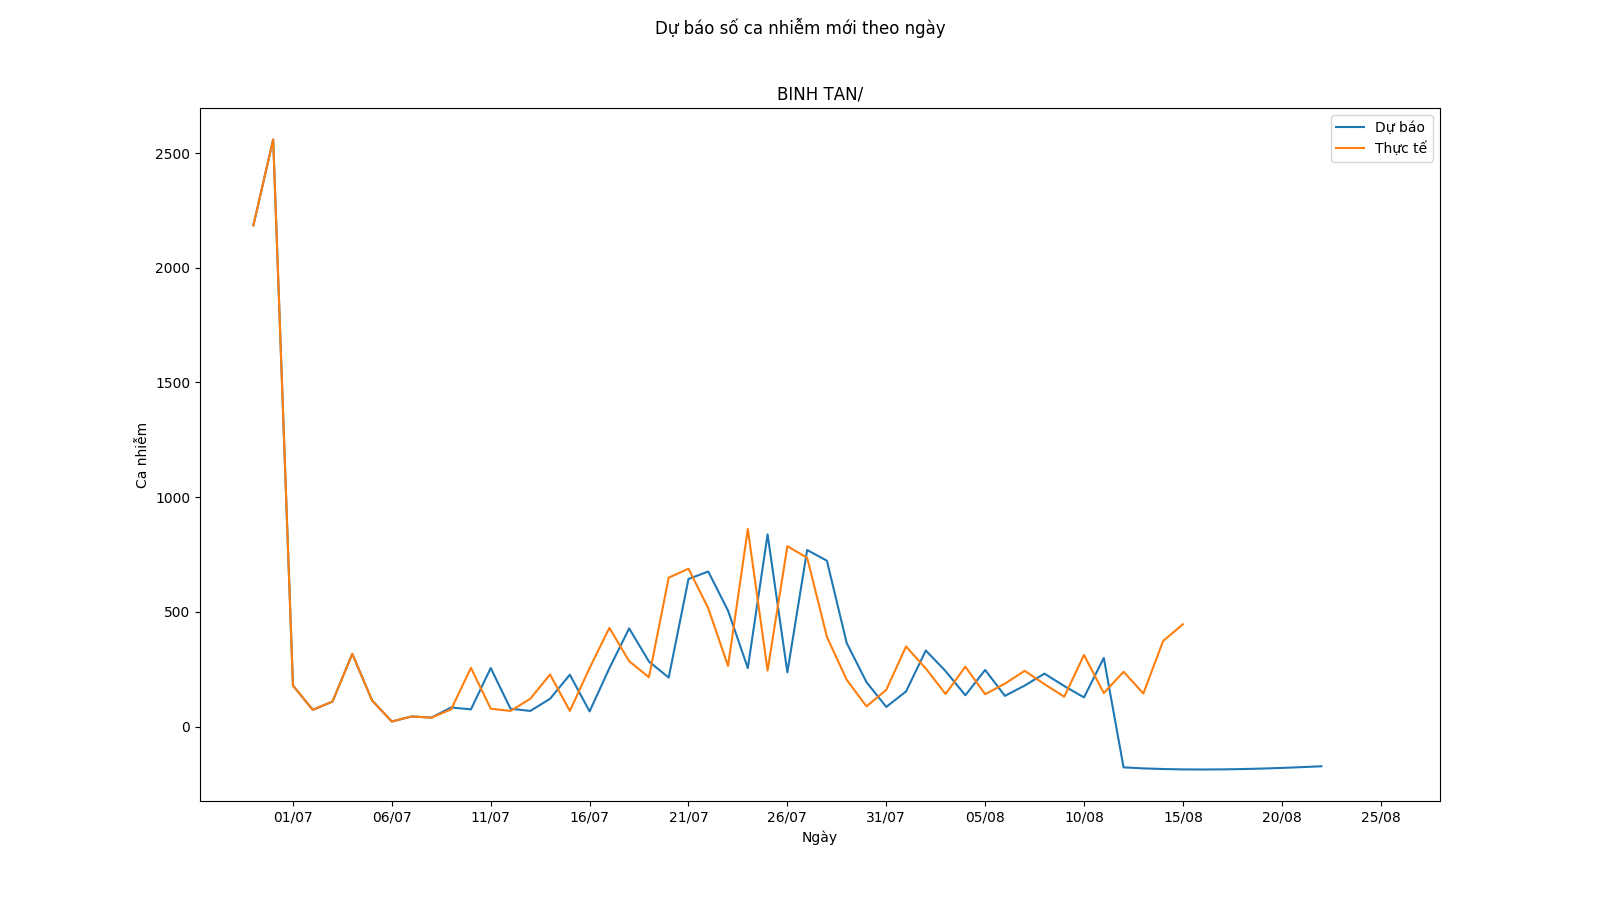 Dự báo số ca nhiễm mới theo ngày
BINH TAN/
Dự báo
Thực tế
2500
2000
1500
1000
500
0
Ca nhiễm
01/07 06/07 11/07 16/07 21/07 26/07 31/07 05/08 10/08 15/08 20/08 25/08
Ngày